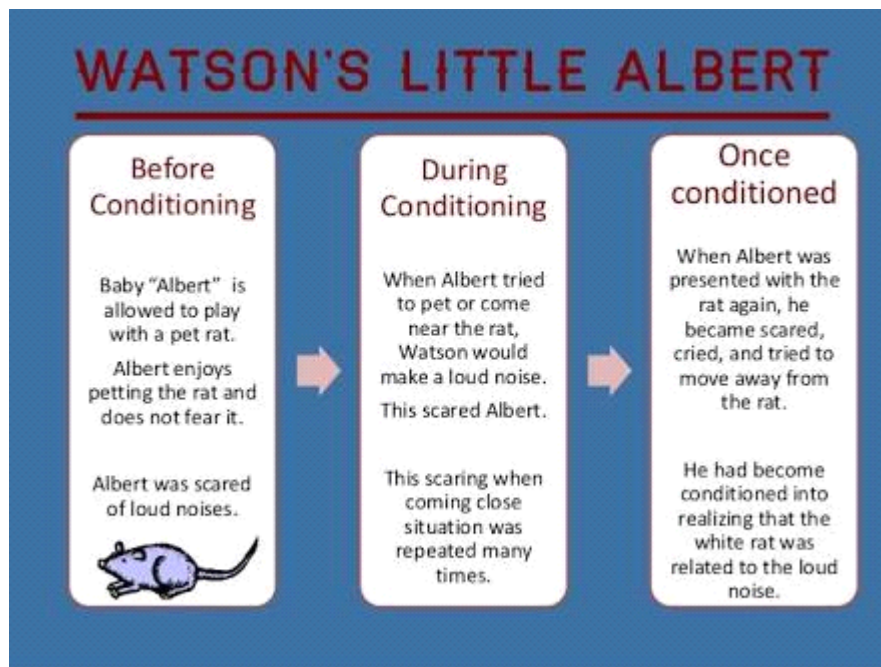 WATSON'S LITTLE ALBERT
Before
Conditioning
Baby “Albert” is
allowed to play
with a pet rat.
Albert enjoys
petting the rat and
does not fear it.
Albert was scared
of loud noises.
During
Conditioning
When Albert tried
to pet or come
near the rat,
Watson would
make a loud noise.
This scared Albert.
This scaring when
coming close
situation was
repeated many
times.
Once
conditioned
When Albert was
presented with the
rat again, he
became scared,
cried, and tried to
move away from
the rat.
He had become
conditioned into
realizing that the
white rat was
related to the loud
noise.